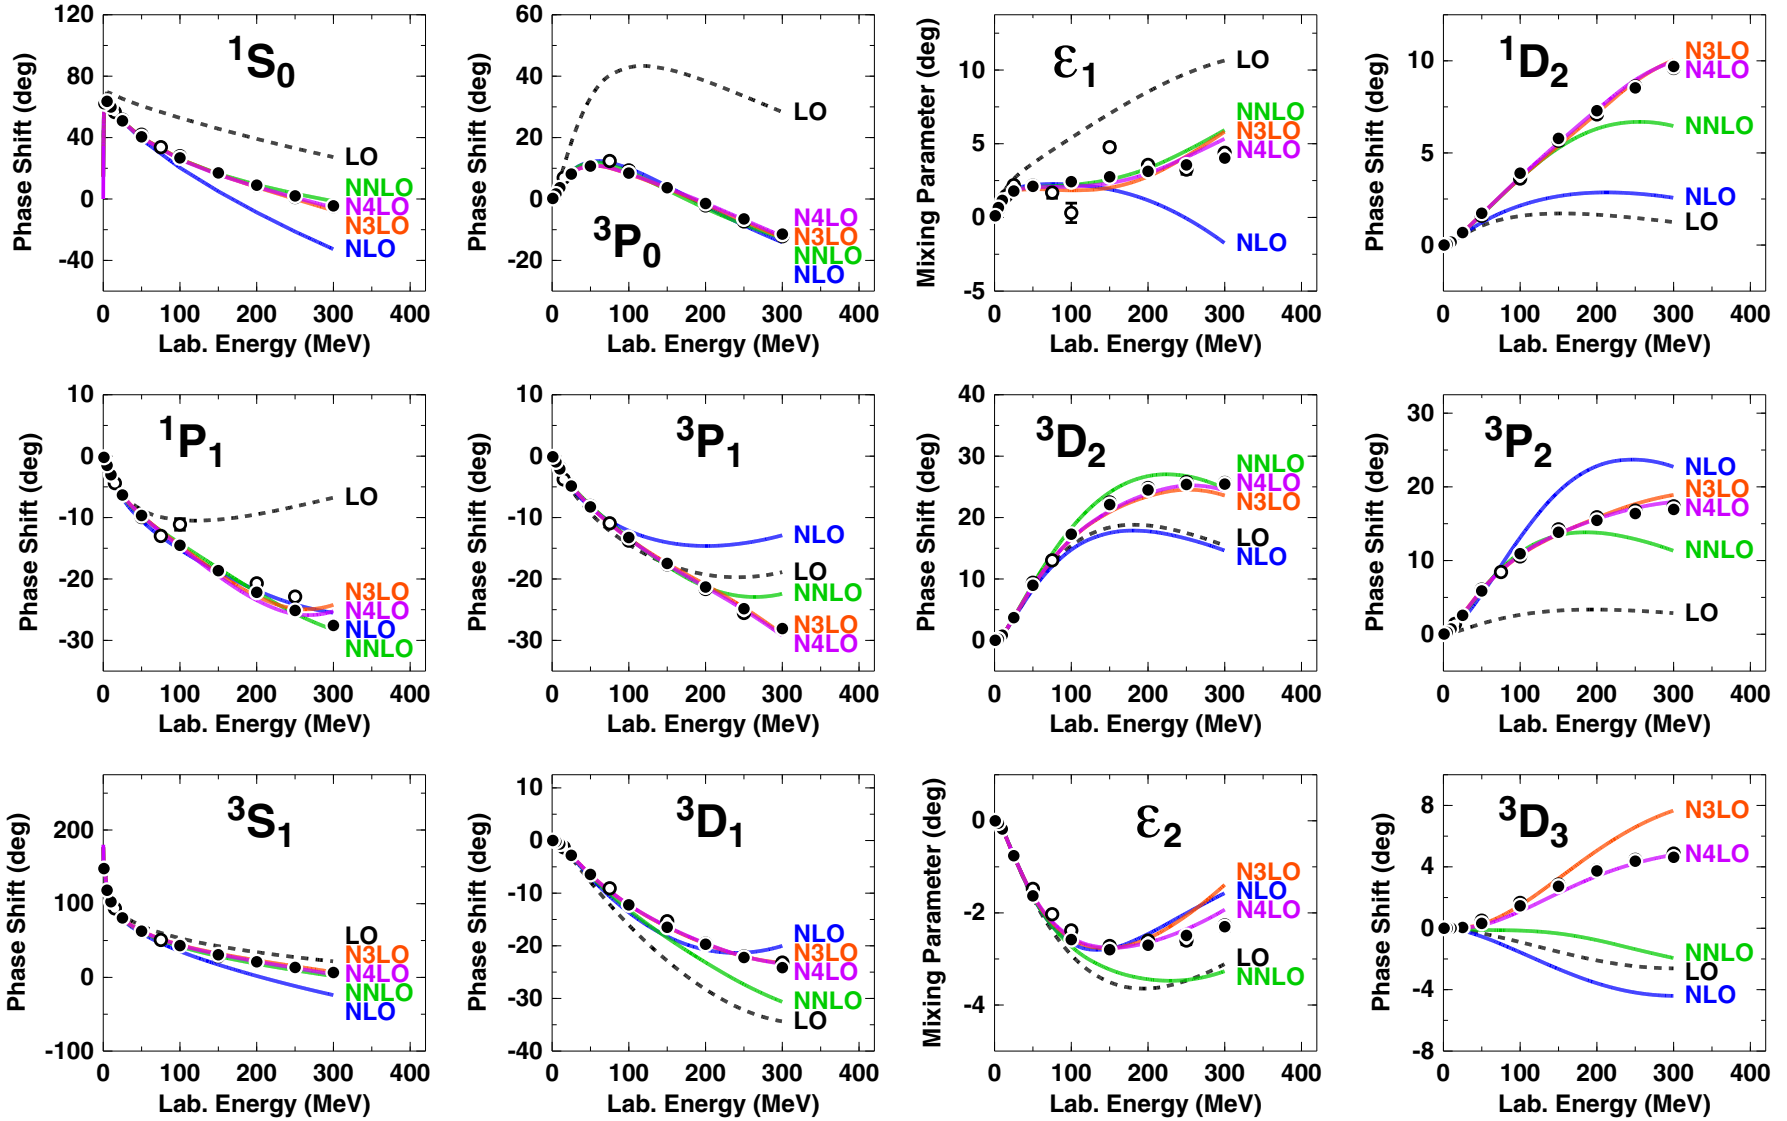 120
80
40
0
-40
0 100 200 300 400
Phase Shift (deg)
Lab. Energy (MeV)
¹S₀
LO
NNLO
N4LO
N3LO
NLO
60
40
20
0
-20
0 100 200 300 400
Phase Shift (deg)
Lab. Energy (MeV)
³P₀
LO
N4LO
N3LO
NNLO
NLO
10
5
0
-5
0 100 200 300 400
Mixing Parameter (deg)
Lab. Energy (MeV)
ε₁
LO
NNLO
N3LO
N4LO
NLO
10
5
0
0 100 200 300 400
Phase Shift (deg)
Lab. Energy (MeV)
¹D₂
N3LO
N4LO
NNLO
NLO
LO
10
0
-10
-20
-30
0 100 200 300 400
Phase Shift (deg)
Lab. Energy (MeV)
¹P₁
LO
N3LO
N4LO
NLO
NNLO
10
0
-10
-20
-30
0 100 200 300 400
Phase Shift (deg)
Lab. Energy (MeV)
³P₁
NLO
LO
NNLO
N3LO
N4LO
40
30
20
10
0
0 100 200 300 400
Phase Shift (deg)
Lab. Energy (MeV)
³D₂
NNLO
N4LO
N3LO
LO
NLO
30
20
10
0
0 100 200 300 400
Phase Shift (deg)
Lab. Energy (MeV)
³P₂
NLO
N3LO
N4LO
NNLO
LO
200
100
0
-100
0 100 200 300 400
Phase Shift (deg)
Lab. Energy (MeV)
³S₁
LO
N3LO
N4LO
NNLO
NLO
10
0
-10
-20
-30
-40
0 100 200 300 400
Phase Shift (deg)
Lab. Energy (MeV)
³D₁
NLO
N3LO
N4LO
NNLO
LO
0
-2
-4
0 100 200 300 400
Mixing Parameter (deg)
Lab. Energy (MeV)
ε₂
N3LO
NLO
N4LO
LO
NNLO
8
4
0
-4
-8
0 100 200 300 400
Phase Shift (deg)
Lab. Energy (MeV)
³D₃
N3LO
N4LO
NNLO
LO
NLO